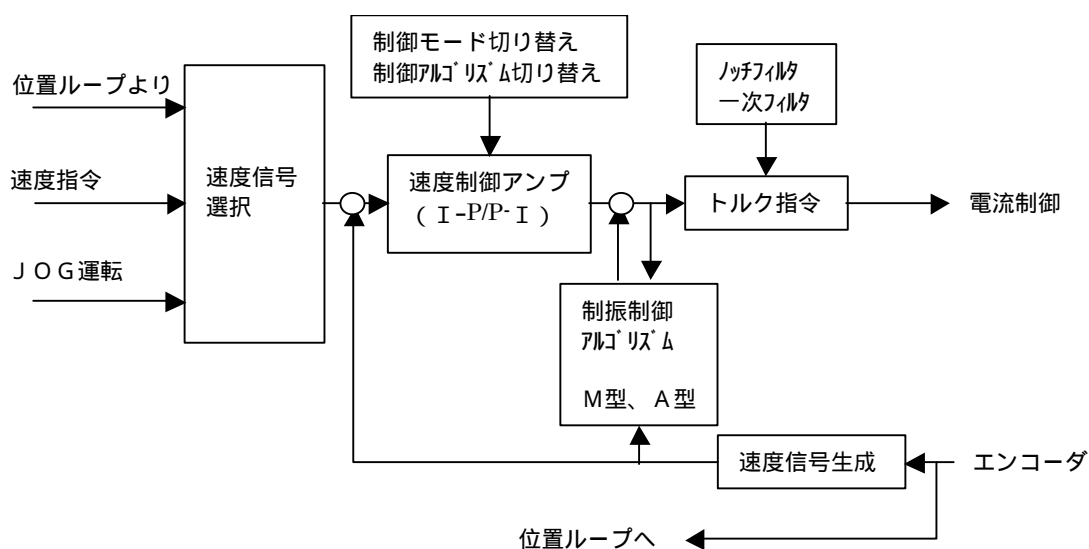 制御モード切り替え
制御ｱﾙｺﾞﾘｽﾞﾑ切り替え
ﾉｯﾁﾌｨﾙﾀ
一次ﾌｨﾙﾀ
位置ループより
速度指令
ＪＯＧ運転
速度信号
選択
速度制御アンプ
（Ｉ-P/P-Ｉ）
トルク指令
電流制御
制振制御
ｱﾙｺﾞﾘｽﾞﾑ
Ｍ型、Ａ型
速度信号生成
エンコーダ
位置ループへ